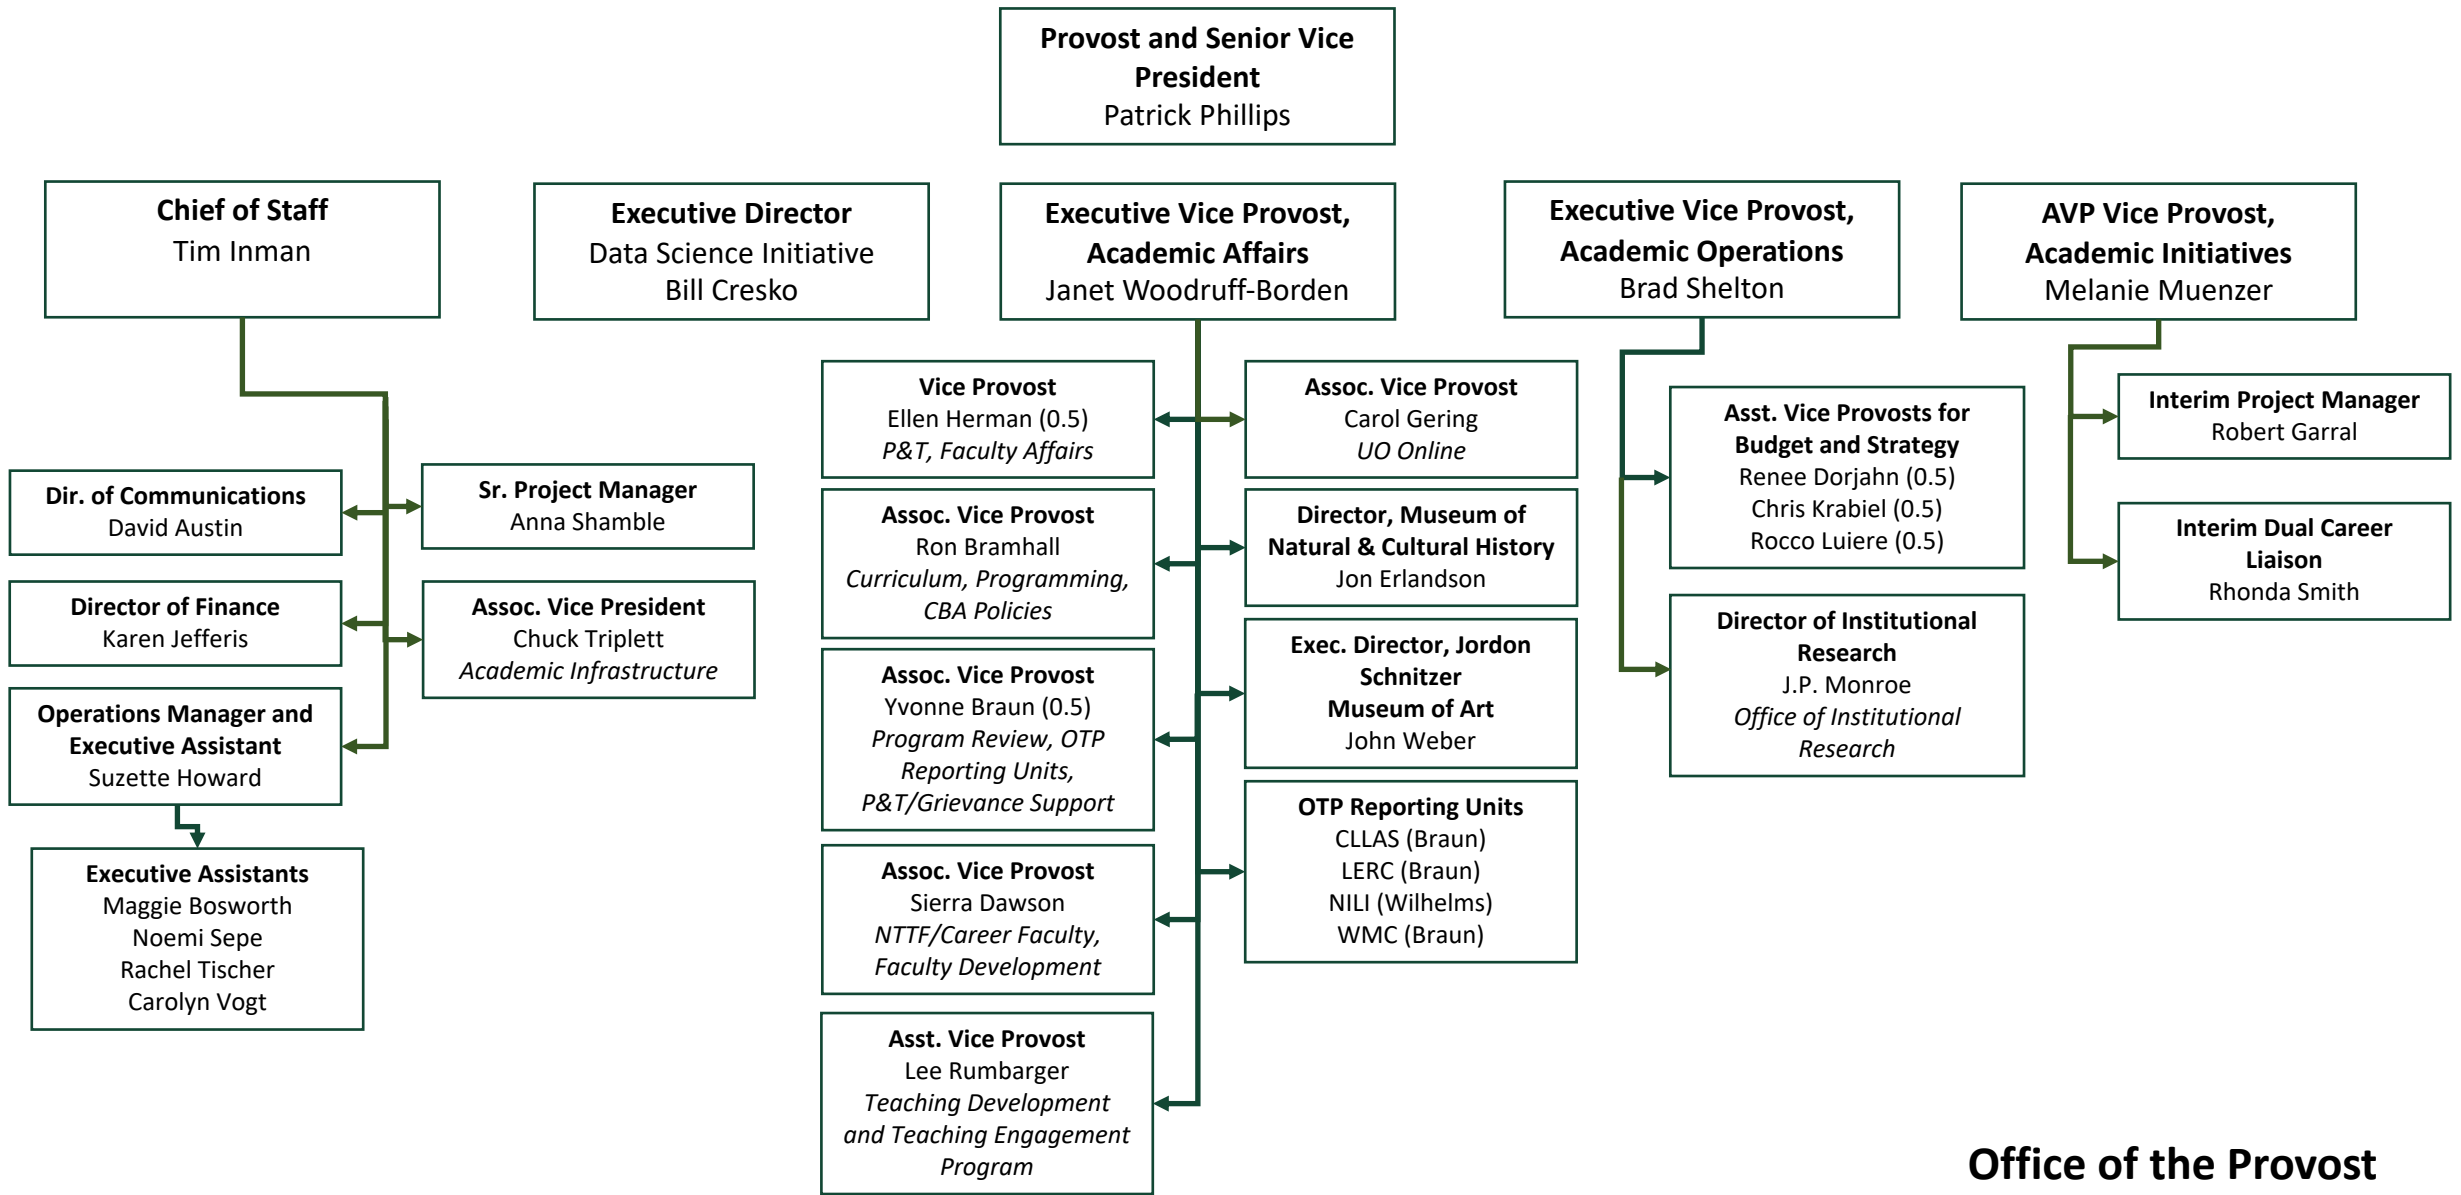 Provost and Senior Vice
President
Patrick Phillips
Chief of Staff
Tim Inman
Executive Director
Data Science Initiative
Bill Cresko
Executive Vice Provost,
Academic Affairs
Janet Woodruff-Borden
Executive Vice Provost,
Academic Operations
Brad Shelton
AVP Vice Provost,
Academic Initiatives
Melanie Muenzer
Dir. of Communications
David Austin
Sr. Project Manager
Anna Shamble
Director of Finance
Karen Jefferis
Assoc. Vice President
Chuck Triplett
Academic Infrastructure
Operations Manager and
Executive Assistant
Suzette Howard
Executive Assistants
Maggie Bosworth
Noemi Sepe
Rachel Tischer
Carolyn Vogt
Vice Provost
Ellen Herman (0.5)
P&T, Faculty Affairs
Assoc. Vice Provost
Ron Bramhall
Curriculum, Programming,
CBA Policies
Assoc. Vice Provost
Yvonne Braun (0.5)
Program Review, OTP
Reporting Units,
P&T/Grievance Support
Assoc. Vice Provost
Sierra Dawson
NTTF/Career Faculty,
Faculty Development
Asst. Vice Provost
Lee Rumbarger
Teaching Development
and Teaching Engagement
Program
Assoc. Vice Provost
Carol Gering
UO Online
Director, Museum of
Natural & Cultural History
Jon Erlandson
Exec. Director, Jordon
Schnitzer
Museum of Art
John Weber
OTP Reporting Units
CLLAS (Braun)
LERC (Braun)
NILI (Wilhelms)
WMC (Braun)
Asst. Vice Provosts for
Budget and Strategy
Renee Dorjahn (0.5)
Chris Krabiel (0.5)
Rocco Luiere (0.5)
Director of Institutional
Research
J.P. Monroe
Office of Institutional
Research
Interim Project Manager
Robert Garral
Interim Dual Career
Liaison
Rhonda Smith
Office of the Provost